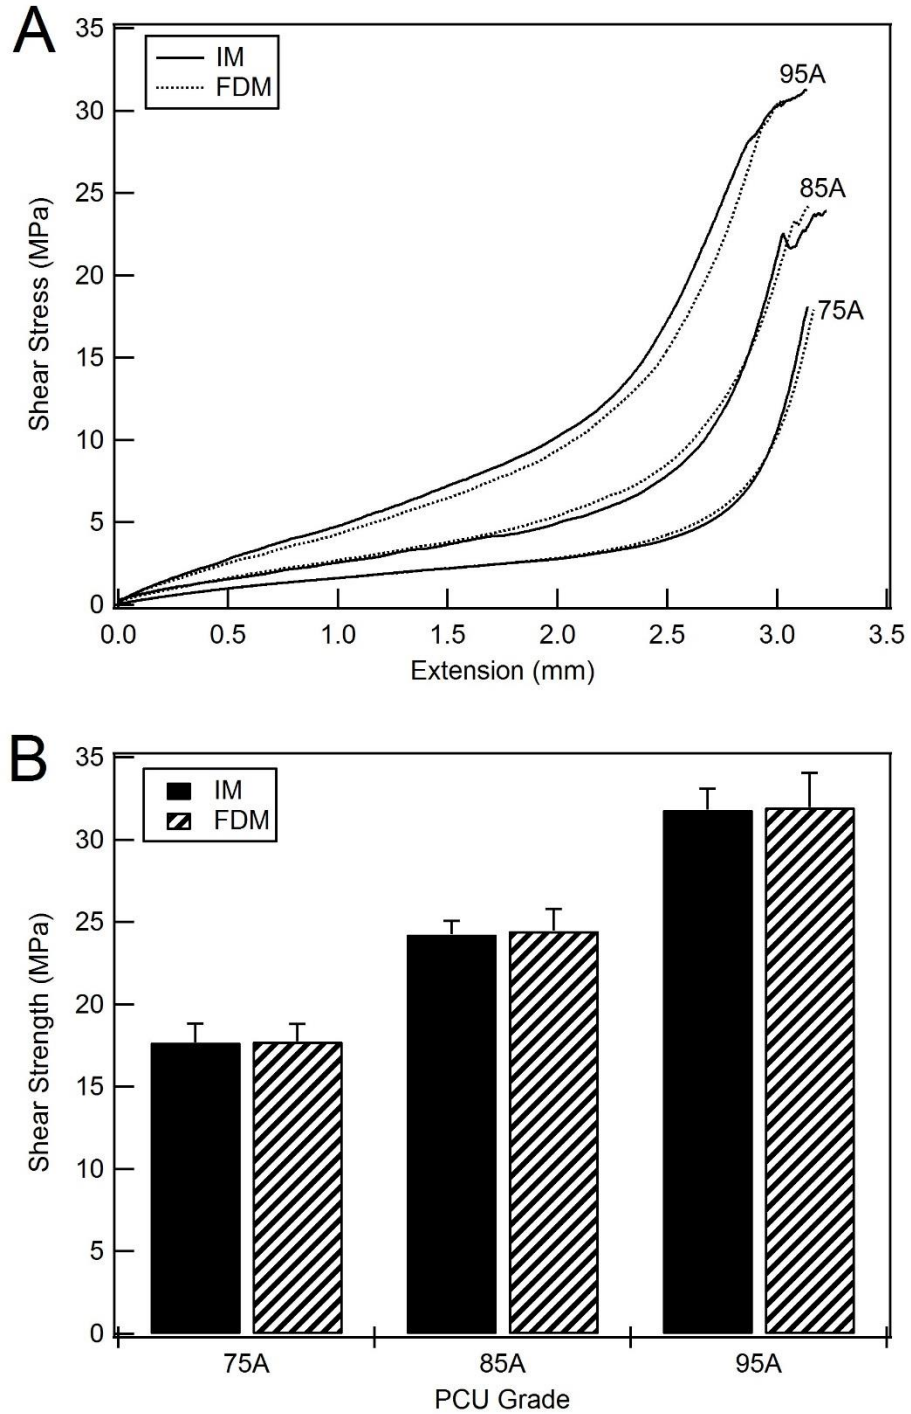 A
35
30
25
20
15
10
5
0
Shear Stress (MPa)
IM
FDM
95A
85A
75A
0.0 0.5 1.0 1.5 2.0 2.5 3.0 3.5
Extension (mm)
B
35
30
25
20
15
10
5
0
Shear Strength (MPa)
IM
FDM
75A 85A 95A
PCU Grade